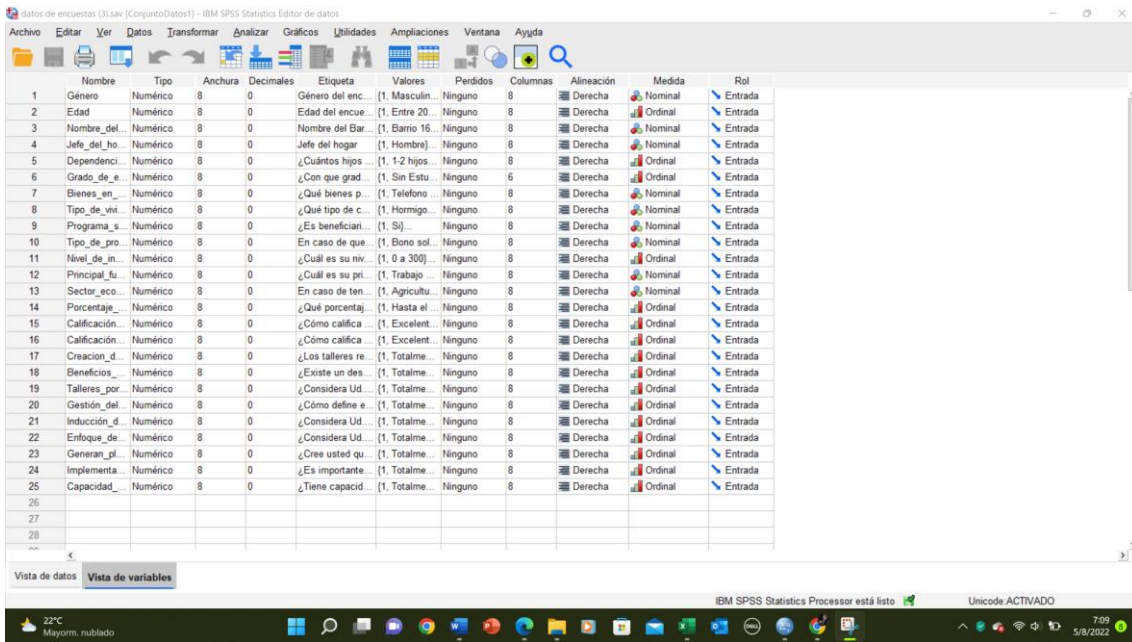 datos de encuestas (3).sav [ConjuntoDatos1] - IBM SPSS Statistics Editor de datos
Archivo Editar Ver Datos Transformar Analizar Gráficos Utilidades Ampliaciones Ventana Ayuda
Nombre Tipo Anchura Decimales Etiqueta Valores Perdidos Columnas Alineación Medida Rol
1 Género Numérico 8 0 Género del enc... {1, Masculin... Ninguno 8 Derecha Nominal Entrada
2 Edad Numérico 8 0 Edad del encue... {1, Entre 20... Ninguno 8 Derecha Ordinal Entrada
3 Nombre_del... Numérico 8 0 Nombre del Bar... {1, Barrio 16... Ninguno 8 Derecha Nominal Entrada
4 Jefe_del_ho... Numérico 8 0 Jefe del hogar {1, Hombre}... Ninguno 8 Derecha Nominal Entrada
5 Dependenci... Numérico 8 0 ¿Cuántos hijos ... {1, 1-2 hijos... Ninguno 8 Derecha Ordinal Entrada
6 Grado_de_e... Numérico 8 0 ¿Con que grad... {1, Sin Estu... Ninguno 6 Derecha Ordinal Entrada
7 Bienes_en_... Numérico 8 0 ¿Qué bienes p... {1, Telefono ... Ninguno 8 Derecha Nominal Entrada
8 Tipo_de_vivi... Numérico 8 0 ¿Qué tipo de c... {1, Hormigo... Ninguno 8 Derecha Nominal Entrada
9 Programa_s... Numérico 8 0 ¿Es beneficiari... {1, Si}... Ninguno 8 Derecha Nominal Entrada
10 Tipo_de_pro... Numérico 8 0 En caso de que... {1, Bono sol... Ninguno 8 Derecha Nominal Entrada
11 Nivel_de_in... Numérico 8 0 ¿Cuál es su niv... {1, 0 a 300}... Ninguno 8 Derecha Ordinal Entrada
12 Principal_fu... Numérico 8 0 ¿Cuál es su pri... {1, Trabajo ... Ninguno 8 Derecha Nominal Entrada
13 Sector_eco... Numérico 8 0 En caso de ten... {1, Agricultu... Ninguno 8 Derecha Nominal Entrada
14 Porcentaje_... Numérico 8 0 ¿Qué porcentaj... {1, Hasta el ... Ninguno 8 Derecha Ordinal Entrada
15 Calificación... Numérico 8 0 ¿Cómo califica ... {1, Excelent... Ninguno 8 Derecha Ordinal Entrada
16 Calificación... Numérico 8 0 ¿Cómo califica ... {1, Excelent... Ninguno 8 Derecha Ordinal Entrada
17 Creacion_d... Numérico 8 0 ¿Los talleres re... {1, Totalme... Ninguno 8 Derecha Ordinal Entrada
18 Beneficios_... Numérico 8 0 ¿Existe un des... {1, Totalme... Ninguno 8 Derecha Ordinal Entrada
19 Talleres_por... Numérico 8 0 ¿Considera Ud.... {1, Totalme... Ninguno 8 Derecha Ordinal Entrada
20 Gestión_del... Numérico 8 0 ¿Cómo define e... {1, Totalme... Ninguno 8 Derecha Ordinal Entrada
21 Inducción_d... Numérico 8 0 ¿Considera Ud.... {1, Totalme... Ninguno 8 Derecha Ordinal Entrada
22 Enfoque_de... Numérico 8 0 ¿Considera Ud.... {1, Totalme... Ninguno 8 Derecha Ordinal Entrada
23 Generan_pl... Numérico 8 0 ¿Cree usted qu... {1, Totalme... Ninguno 8 Derecha Ordinal Entrada
24 Implementa... Numérico 8 0 ¿Es importante... {1, Totalme... Ninguno 8 Derecha Ordinal Entrada
25 Capacidad_... Numérico 8 0 ¿Tiene capacid... {1, Totalme... Ninguno 8 Derecha Ordinal Entrada
26
27
28
Vista de datos Vista de variables
IBM SPSS Statistics Processor está listo Unicode:ACTIVADO
22°C
Mayorm. nublado
7:09
5/8/2022